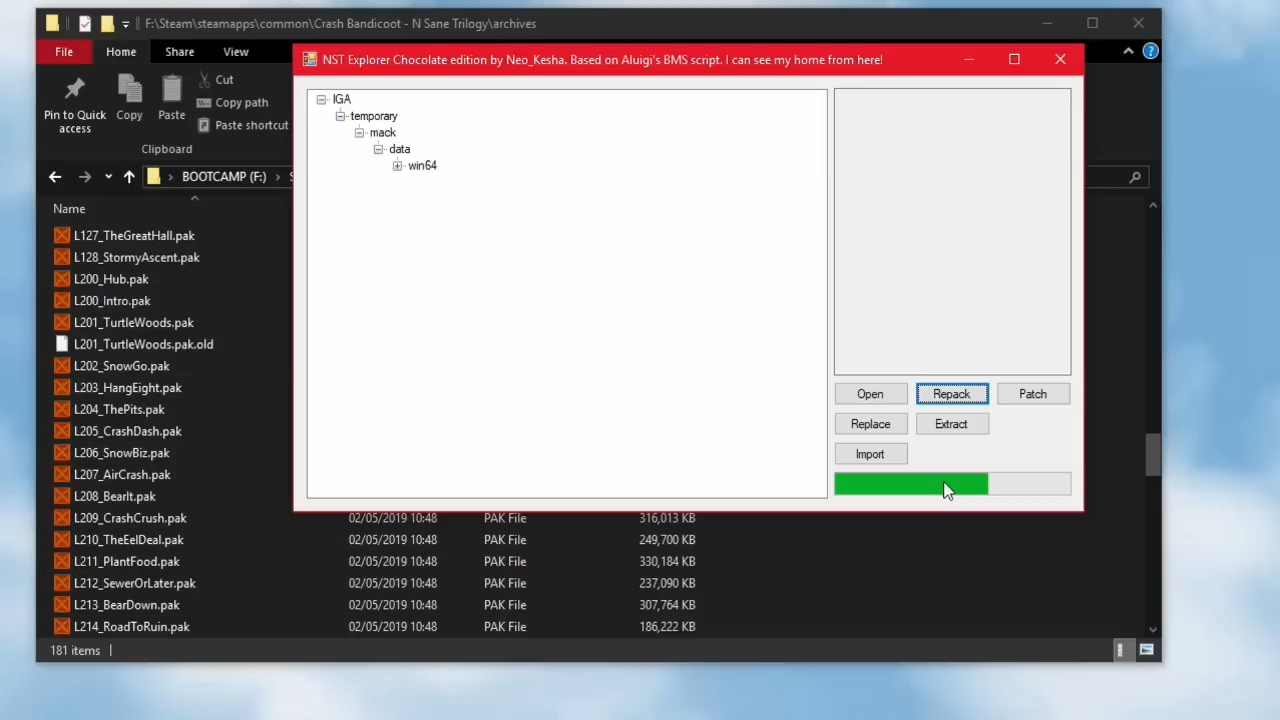 F:\Steam\steamapps\common\Crash Bandicoot - N Sane Trilogy\archives
File Home Share View
NST Explorer Chocolate edition by Neo_Kesha. Based on Aluigi's BMS script. I can see my home from here!
Pin to Quick access
Copy
Paste
Cut
Copy path
Paste shortcut
Clipboard
BOOTCAMP (F:)
IGA
temporary
mack
data
win64
Open Repack Patch
Replace Extract
Import
Name
L127_TheGreatHall.pak
L128_StormyAscent.pak
L200_Hub.pak
L200_Intro.pak
L201_TurtleWoods.pak
L201_TurtleWoods.pak.old
L202_SnowGo.pak
L203_HangEight.pak
L204_ThePits.pak
L205_CrashDash.pak
L206_SnowBiz.pak
L207_AirCrash.pak
L208_BearIt.pak
L209_CrashCrush.pak 02/05/2019 10:48 PAK File 316,013 KB
L210_TheEelDeal.pak 02/05/2019 10:48 PAK File 249,700 KB
L211_PlantFood.pak 02/05/2019 10:48 PAK File 330,184 KB
L212_SewerOrLater.pak 02/05/2019 10:48 PAK File 237,090 KB
L213_BearDown.pak 02/05/2019 10:48 PAK File 307,764 KB
L214_RoadToRuin.pak 02/05/2019 10:48 PAK File 186,222 KB
181 items